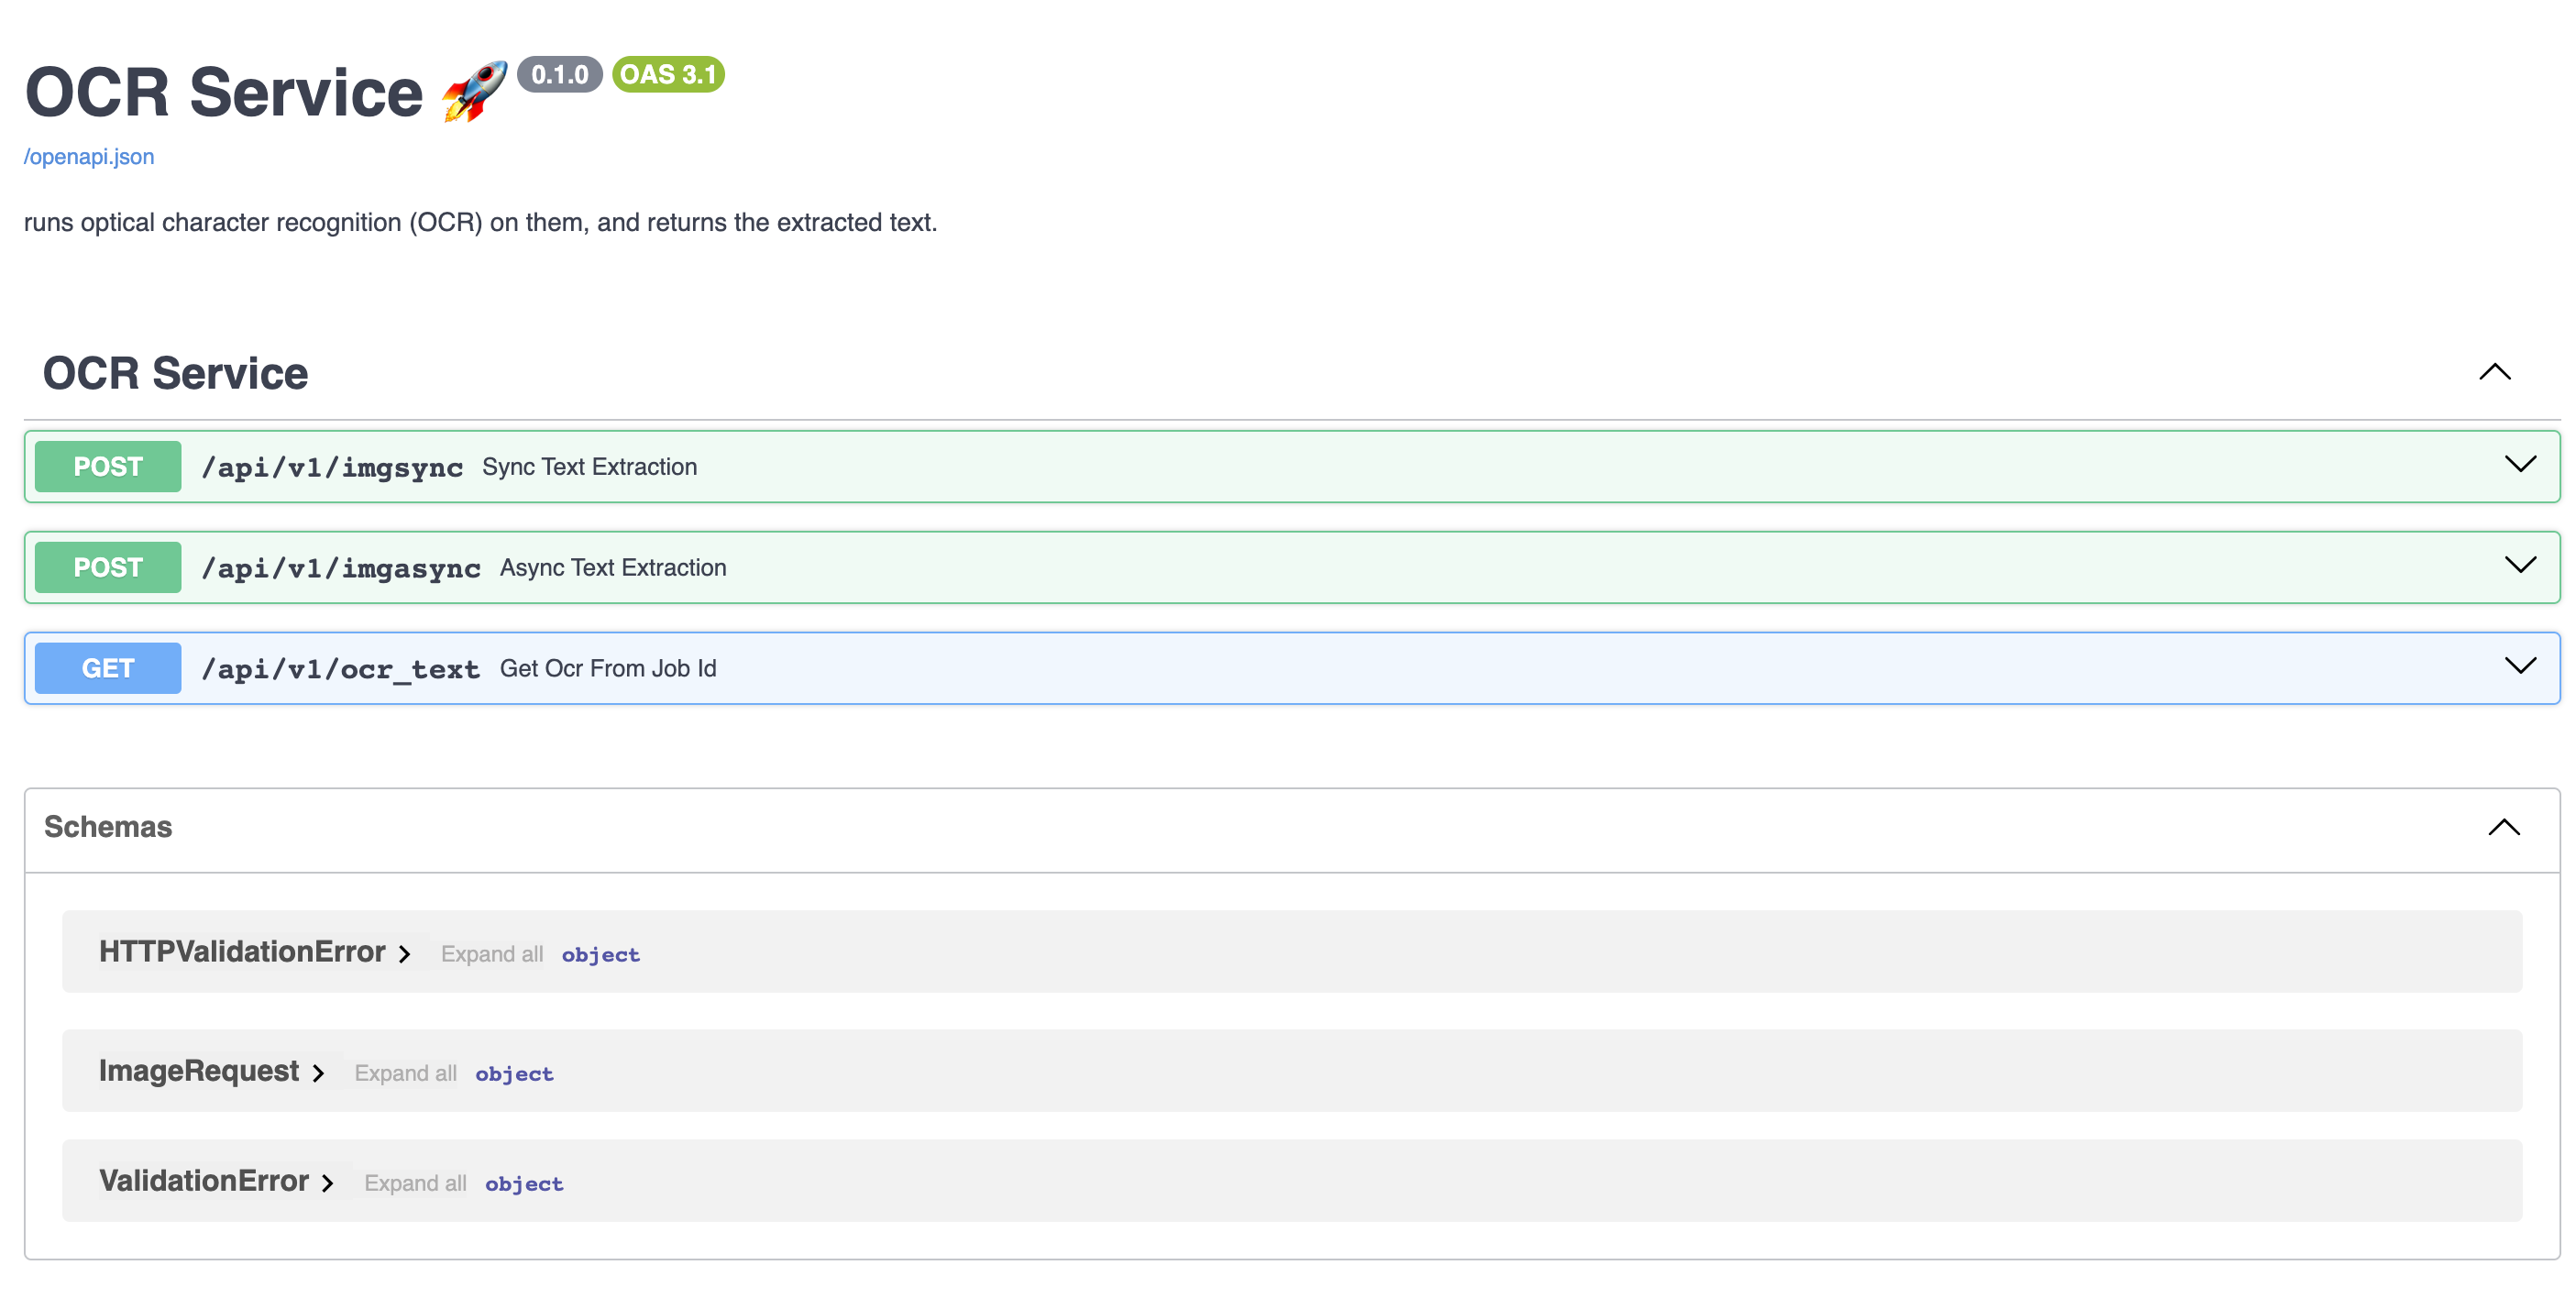 OCR Service 🚀 0.1.0 OAS 3.1
/openapi.json
runs optical character recognition (OCR) on them, and returns the extracted text.
OCR Service
POST /api/v1/imgsync Sync Text Extraction
POST /api/v1/imgasync Async Text Extraction
GET /api/v1/ocr_text Get Ocr From Job Id
Schemas
HTTPValidationError Expand all object
ImageRequest Expand all object
ValidationError Expand all object